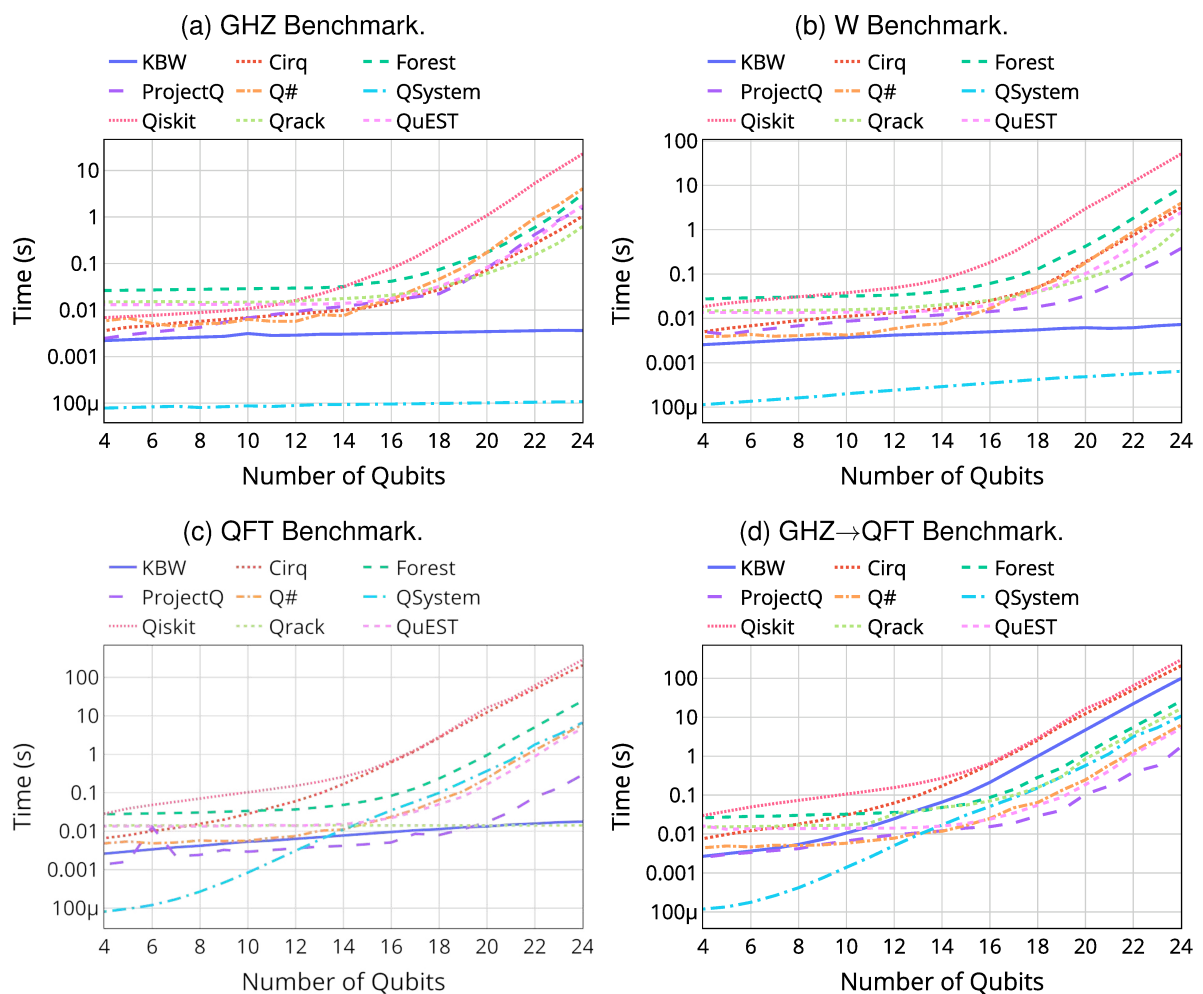 (a) GHZ Benchmark.
KBW Cirq Forest
ProjectQ Q# QSystem
Qiskit Qrack QuEST
10
1
0.1
0.01
0.001
100μ
Time (s)
4 6 8 10 12 14 16 18 20 22 24
Number of Qubits
(b) W Benchmark.
KBW Cirq Forest
ProjectQ Q# QSystem
Qiskit Qrack QuEST
100
10
1
0.1
0.01
0.001
100μ
Time (s)
4 6 8 10 12 14 16 18 20 22 24
Number of Qubits
(c) QFT Benchmark.
KBW Cirq Forest
ProjectQ Q# QSystem
Qiskit Qrack QuEST
100
10
1
0.1
0.01
0.001
100μ
Time (s)
4 6 8 10 12 14 16 18 20 22 24
Number of Qubits
(d) GHZ→QFT Benchmark.
KBW Cirq Forest
ProjectQ Q# QSystem
Qiskit Qrack QuEST
100
10
1
0.1
0.01
0.001
100μ
Time (s)
4 6 8 10 12 14 16 18 20 22 24
Number of Qubits